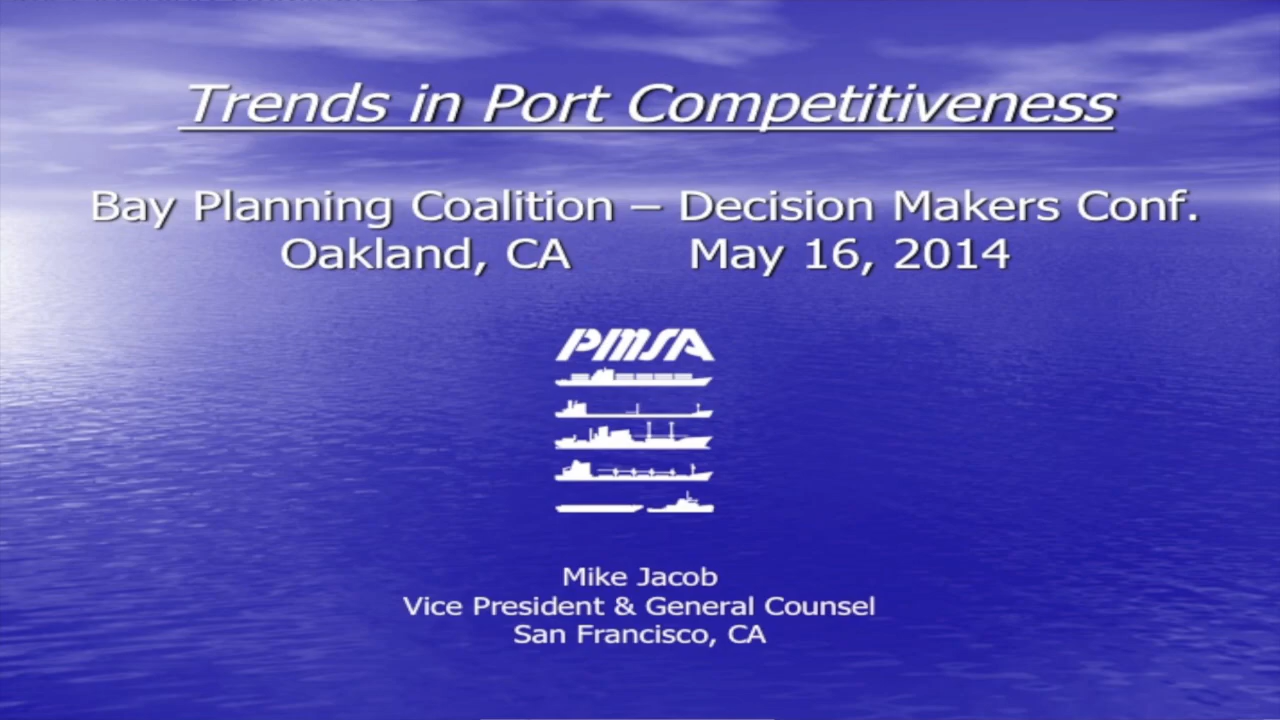 Trends in Port Competitiveness
Bay Planning Coalition – Decision Makers Conf.
Oakland, CA May 16, 2014
PMSA
Mike Jacob
Vice President & General Counsel
San Francisco, CA